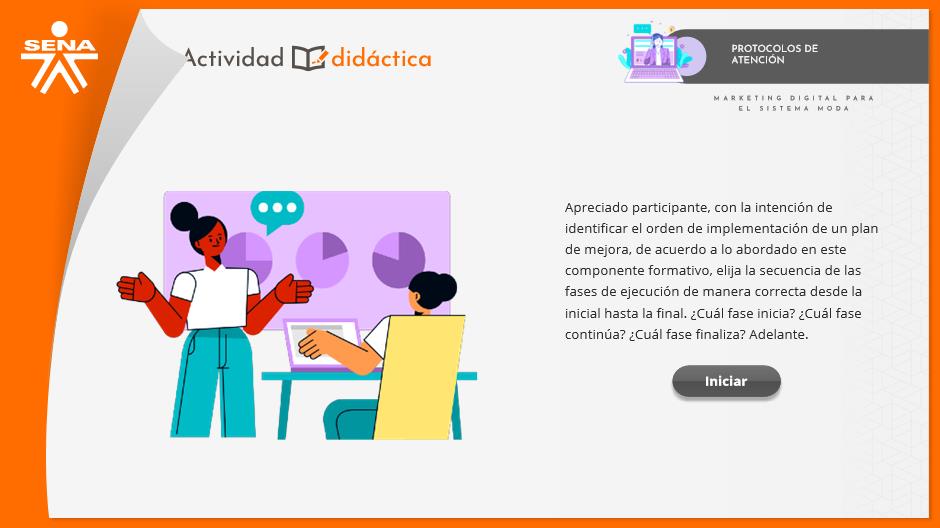 SENA
Actividad didáctica
PROTOCOLOS DE
ATENCIÓN
MARKETING DIGITAL PARA
EL SISTEMA MODA
Apreciado participante, con la intención de
identificar el orden de implementación de un plan
de mejora, de acuerdo a lo abordado en este
componente formativo, elija la secuencia de las
fases de ejecución de manera correcta desde la
inicial hasta la final. ¿Cuál fase inicia? ¿Cuál fase
continúa? ¿Cuál fase finaliza? Adelante.
Iniciar